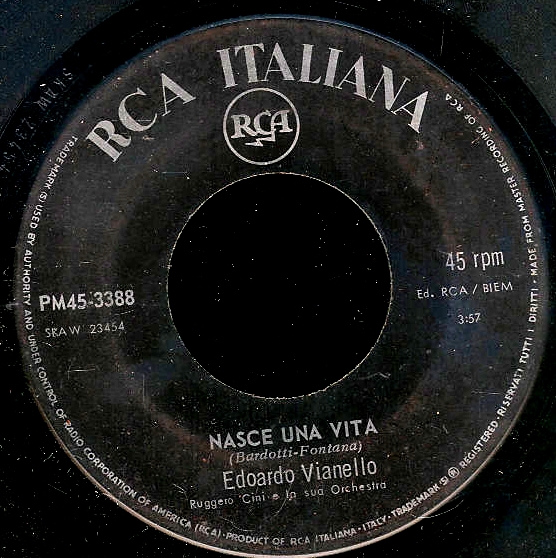 RCA ITALIANA
RCA
45 rpm
PM45-3388
Ed. RCA / BIEM
SKAW 23454
3:57
NASCE UNA VITA
(Bardotti-Fontana)
Edoardo Vianello
Ruggero Cini e la sua Orchestra
TRADEMARK (S) USED BY AUTHORITY AND UNDER CONTROL OF RADIO CORPORATION OF AMERICA (RCA)·PRODUCT OF RCA ITALIANA·ITALY·TRADEMARK (S) ® REGISTERED·RISERVATI TUTTI I DIRITTI·MADE FROM MASTER RECORDING OF RCA